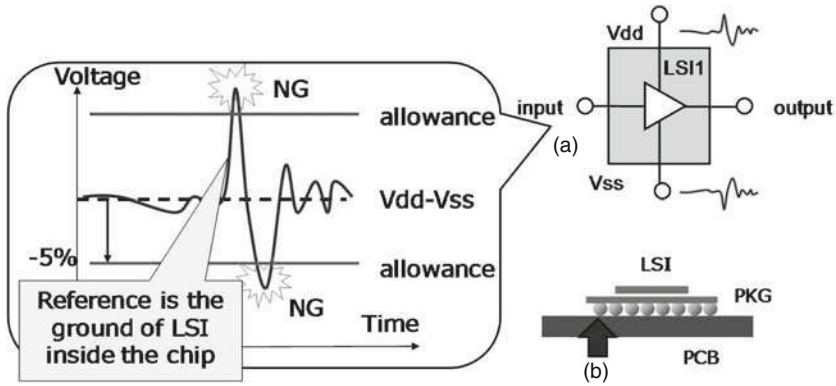 Voltage
NG
allowance
Vdd-Vss
-5%
allowance
NG
Time
Reference is the
ground of LSI
inside the chip
Vdd
LSI1
input
output
(a)
Vss
LSI
PKG
PCB
(b)